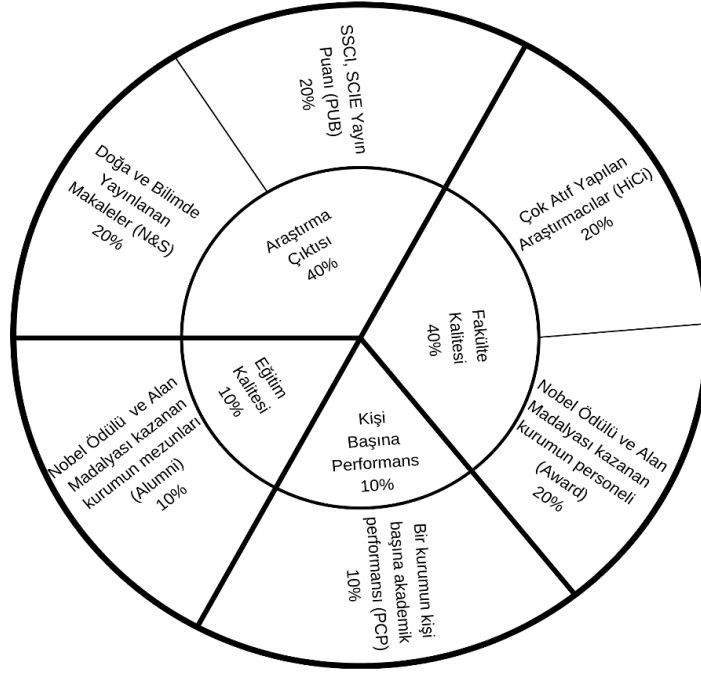 SSCI, SCIE Yayın
Puanı (PUB)
20%
Çok Atıf Yapılan
Araştırmacılar (HiCi)
20%
Doğa ve Bilimde
Yayınlanan
Makaleler (N&S)
20%
Araştırma
Çıktısı
40%
Fakülte
Kalitesi
40%
Eğitim
Kalitesi
10%
Kişi
Başına
Performans
10%
Nobel Ödülü ve Alan
Madalyası kazanan
kurumun mezunları
(Alumni)
10%
Nobel Ödülü ve Alan
Madalyası kazanan
kurumun personeli
(Award)
20%
Bir kurumun kişi
başına akademik
performansı (PCP)
10%